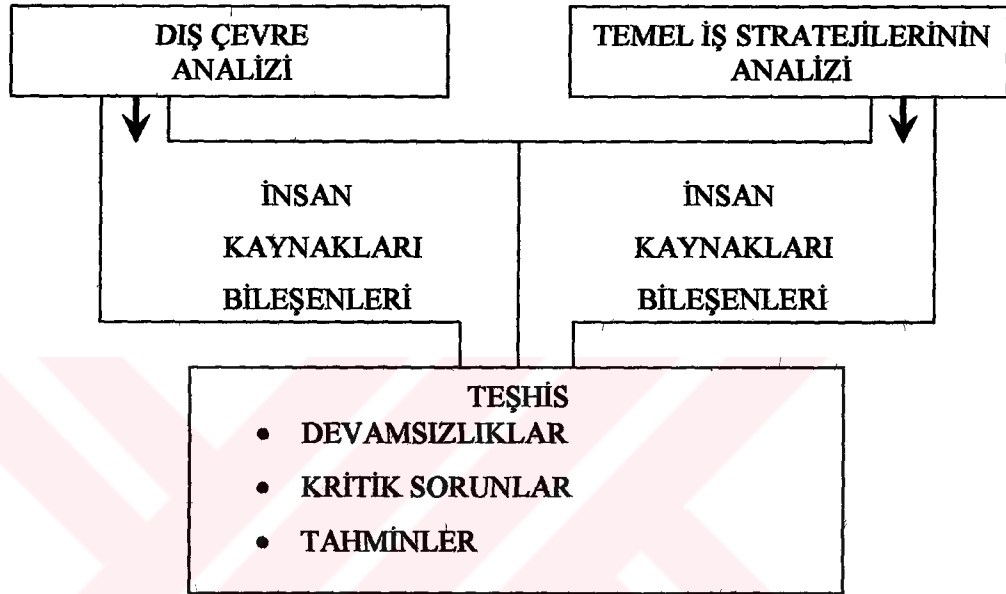 DIŞ ÇEVRE
ANALİZİ
TEMEL İŞ STRATEJİLERİNİN
ANALİZİ
İNSAN
KAYNAKLARI
BİLEŞENLERİ
İNSAN
KAYNAKLARI
BİLEŞENLERİ
TEŞHİS
• DEVAMSIZLIKLAR
• KRİTİK SORUNLAR
• TAHMİNLER